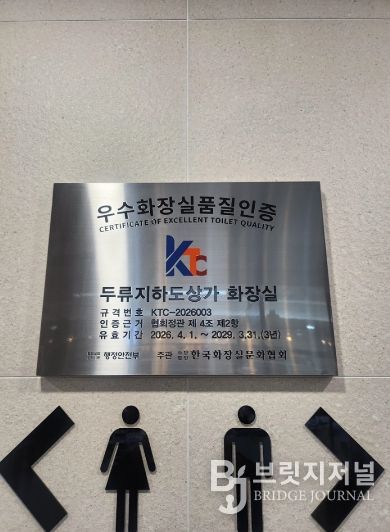 우수화장실품질인증
CERTIFICATE OF EXCELLENT TOILET QUALITY
KTC
두류지하도상가 화장실
규격번호 KTC-2026003
인증근거 협회정관 제 4조 제2항
유효기간 2026. 4. 1. ~ 2029. 3.31.(3년)
행정안전부 주관 한국화장실문화협회
브릿지저널
BRIDGE JOURNAL